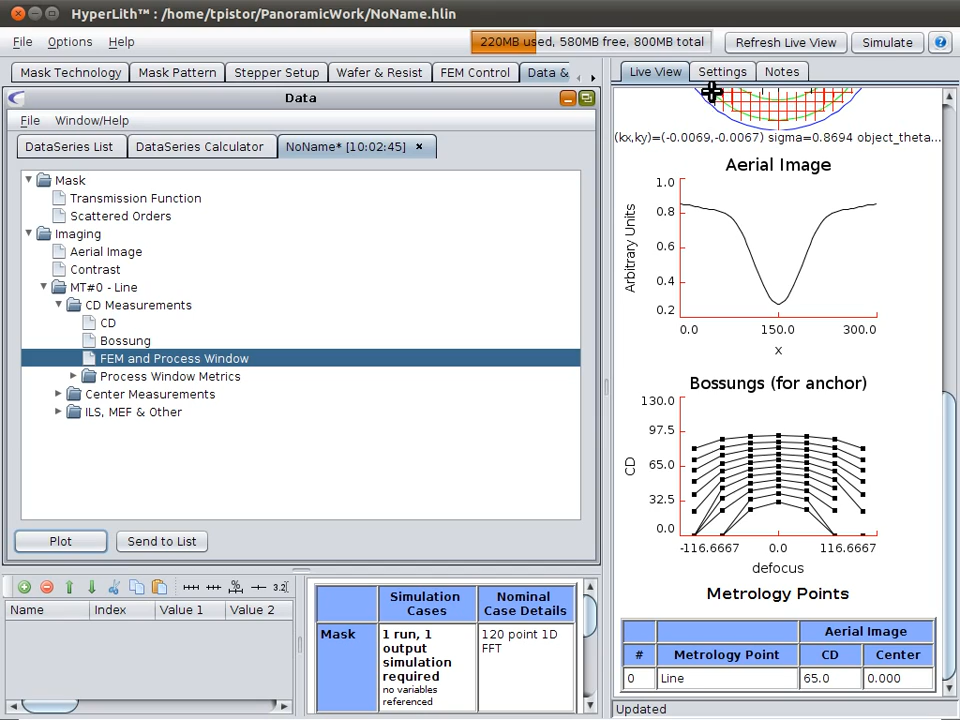 HyperLith™ : /home/tpistor/PanoramicWork/NoName.hlin
File Options Help
220MB used, 580MB free, 800MB total
Refresh Live View
Simulate
?
Mask Technology
Mask Pattern
Stepper Setup
Wafer & Resist
FEM Control
Data &
Live View
Settings
Notes
Data
File Window/Help
DataSeries List
DataSeries Calculator
NoName* [10:02:45] ×
Mask
Transmission Function
Scattered Orders
Imaging
Aerial Image
Contrast
MT#0 - Line
CD Measurements
CD
Bossung
FEM and Process Window
Process Window Metrics
Center Measurements
ILS, MEF & Other
Plot
Send to List
3.2
Name Index Value 1 Value 2
Simulation Cases
Nominal Case Details
Mask
1 run, 1
output
simulation
required
no variables
referenced
120 point 1D
FFT
(kx,ky)=(-0.0069,-0.0067) sigma=0.8694 object_theta...
Aerial Image
Arbitrary Units
1.0
0.8
0.6
0.4
0.2
0.0 150.0 300.0
x
Bossungs (for anchor)
CD
130.0
97.5
65.0
32.5
0.0
-116.6667 0.0 116.6667
defocus
Metrology Points
Aerial Image
# Metrology Point CD Center
0 Line 65.0 0.000
Updated